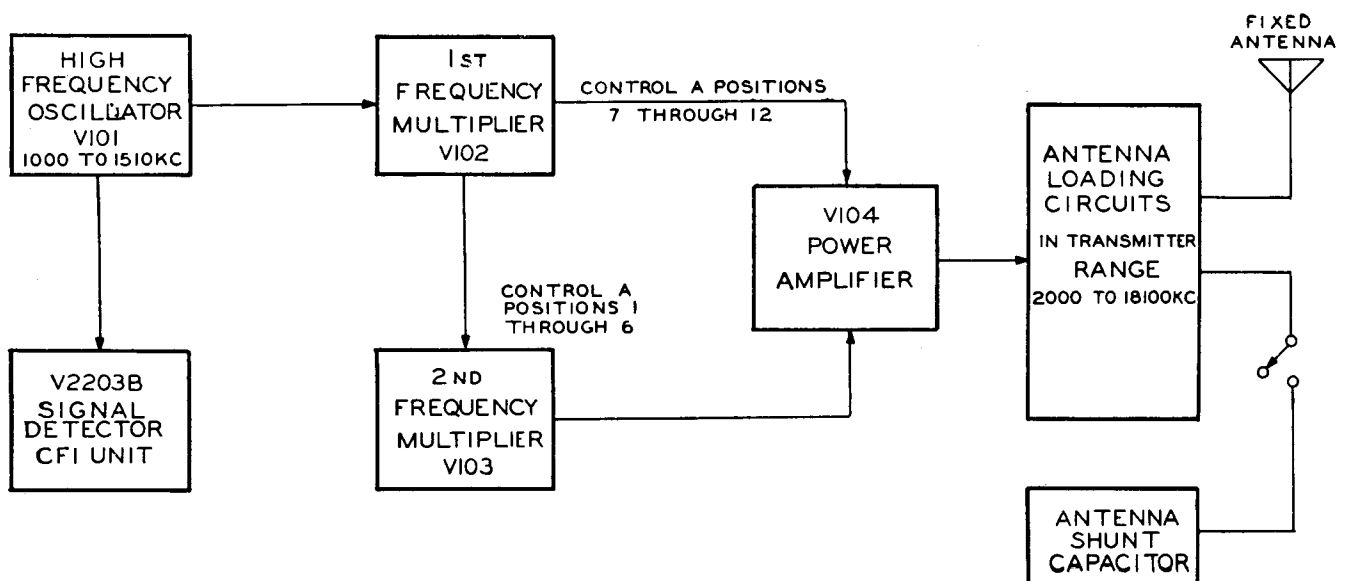 HIGH
FREQUENCY
OSCILLATOR
V101
1000 TO 1510KC
1ST
FREQUENCY
MULTIPLIER
V102
CONTROL A POSITIONS
7 THROUGH 12
FIXED
ANTENNA
ANTENNA
LOADING
CIRCUITS
IN TRANSMITTER
RANGE
2000 TO 18100KC
V104
POWER
AMPLIFIER
CONTROL A
POSITIONS 1
THROUGH 6
V2203B
SIGNAL
DETECTOR
CFI UNIT
2ND
FREQUENCY
MULTIPLIER
V103
ANTENNA
SHUNT
CAPACITOR